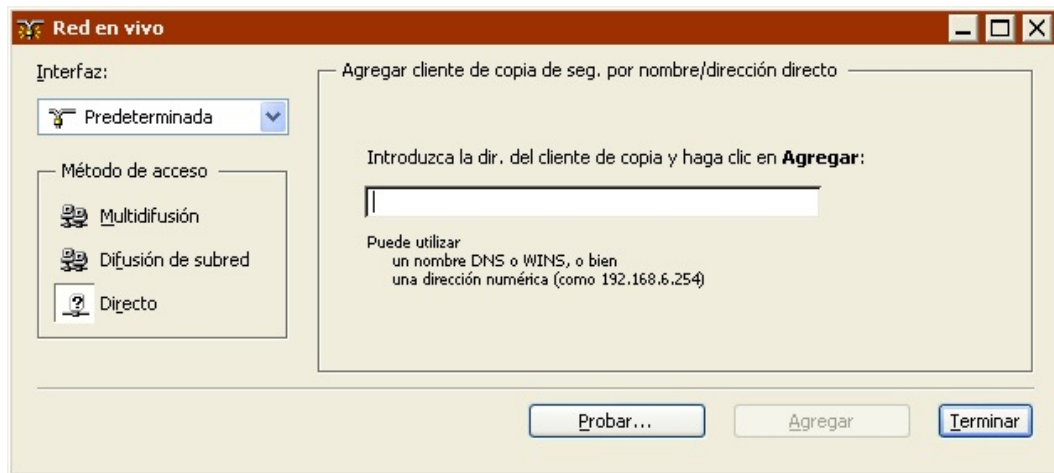 Red en vivo
Interfaz:
Predeterminada
Método de acceso
Multidifusión
Difusión de subred
Directo
Agregar cliente de copia de seg. por nombre/dirección directo
Introduzca la dir. del cliente de copia y haga clic en Agregar:
Puede utilizar
un nombre DNS o WINS, o bien
una dirección numérica (como 192.168.6.254)
Probar...
Agregar
Terminar